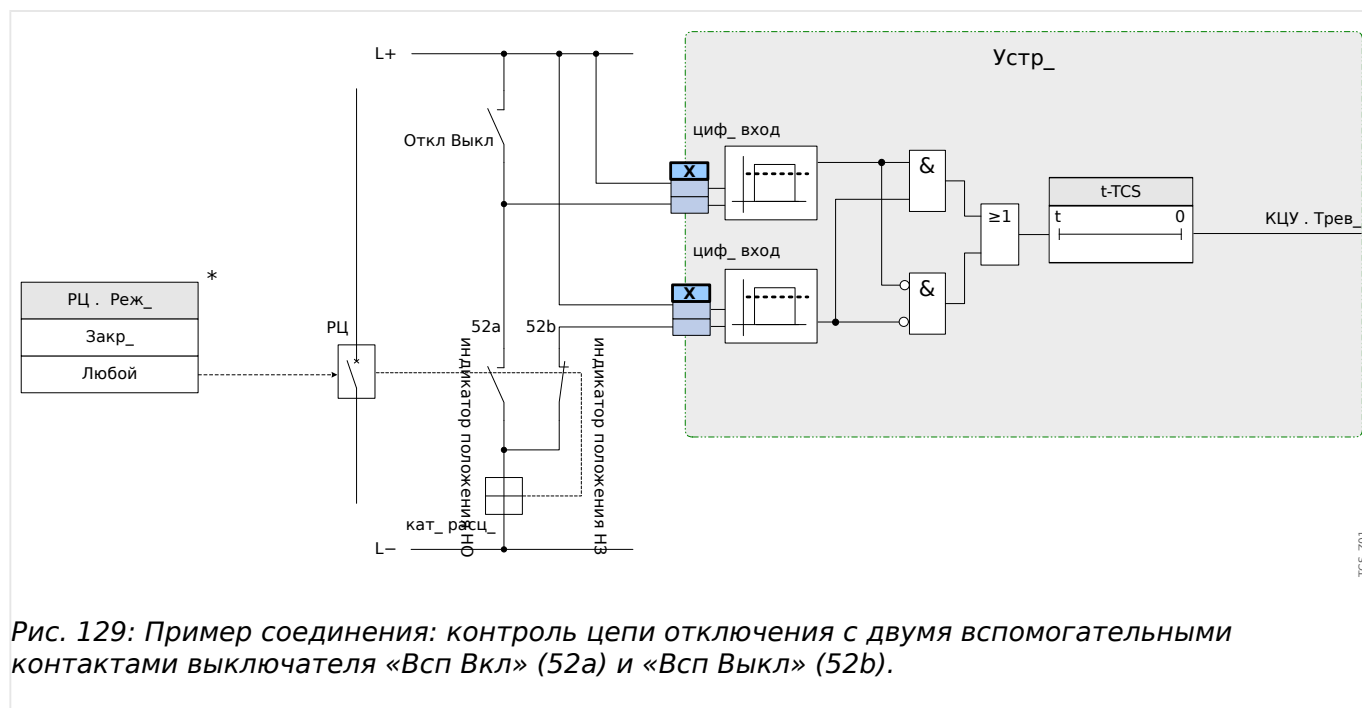 L+
Устр_
циф_ вход
Откл Выкл
X
&
t-TCS
≥1
t 0
КЦУ . Трев_
циф_ вход
*
РЦ . Реж_
Закр_
Любой
X
&
РЦ
52a
52b
индикатор положения НО
индикатор положения НЗ
кат_ расц_
L−
Рис. 129: Пример соединения: контроль цепи отключения с двумя вспомогательными
контактами выключателя «Всп Вкл» (52a) и «Всп Выкл» (52b).